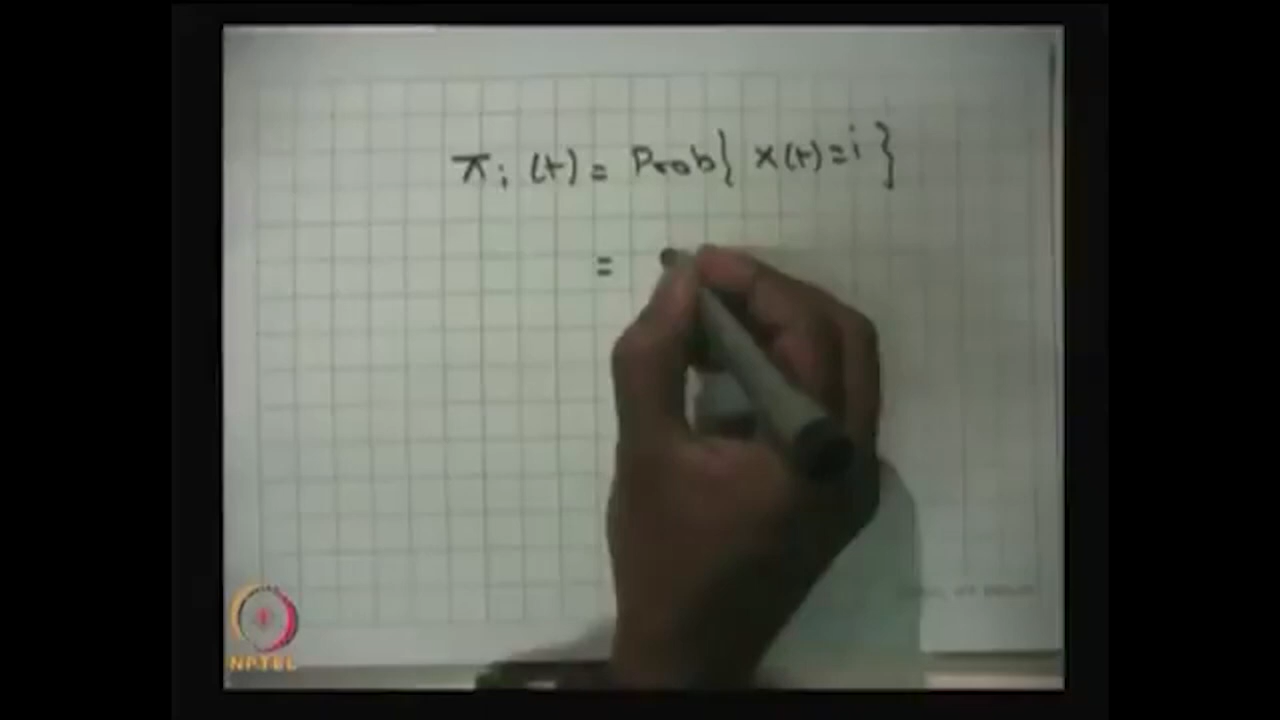 π_i (t) = Prob{ x(t) = i }
=
NPTEL